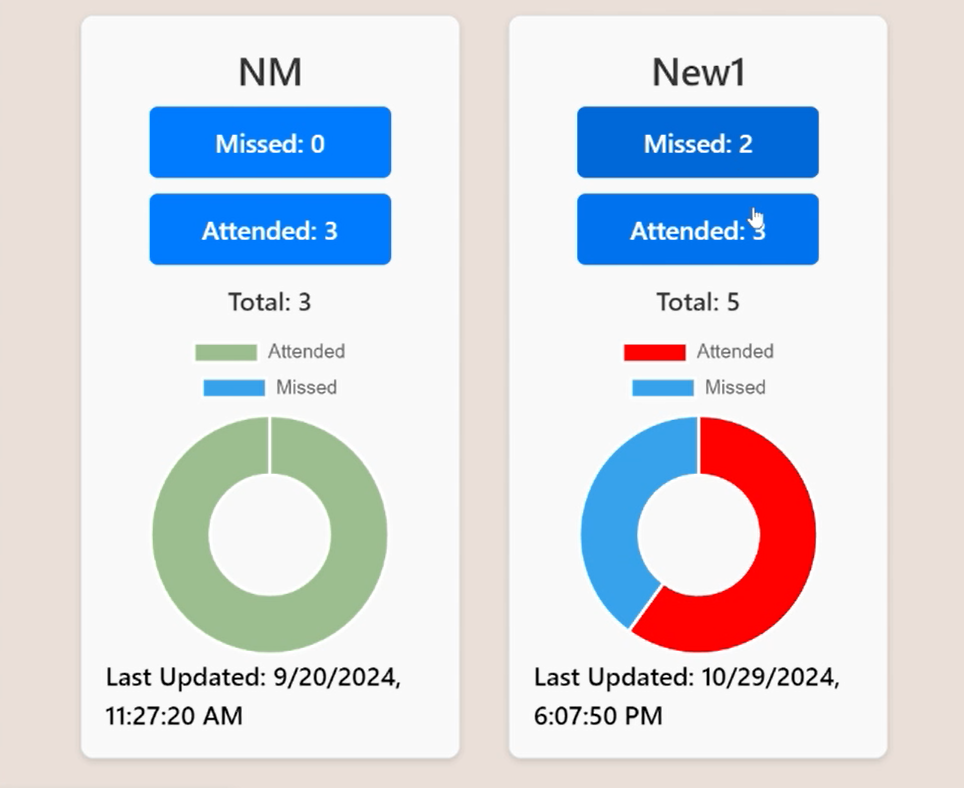 NM
Missed: 0
Attended: 3
Total: 3
Attended
Missed
Last Updated: 9/20/2024,
11:27:20 AM
New1
Missed: 2
Attended: 3
Total: 5
Attended
Missed
Last Updated: 10/29/2024,
6:07:50 PM